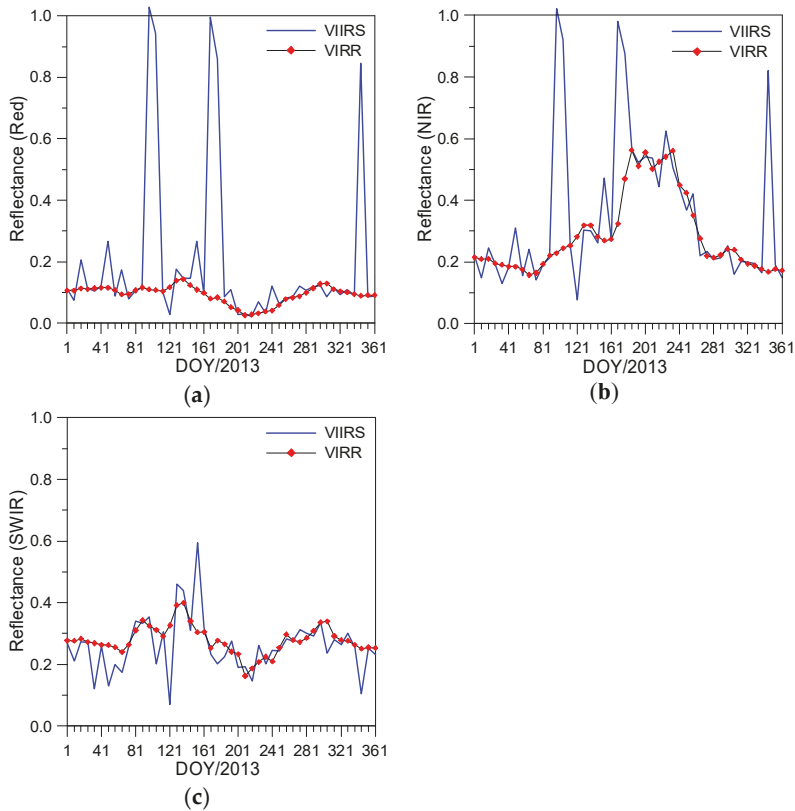 1.0
0.8
0.6
0.4
0.2
0.0
Reflectance (Red)
VIIRS
VIRR
1 41 81 121 161 201 241 281 321 361
DOY/2013
(a)
1.0
0.8
0.6
0.4
0.2
0.0
Reflectance (NIR)
VIIRS
VIRR
1 41 81 121 161 201 241 281 321 361
DOY/2013
(b)
1.0
0.8
0.6
0.4
0.2
0.0
Reflectance (SWIR)
VIIRS
VIRR
1 41 81 121 161 201 241 281 321 361
DOY/2013
(c)